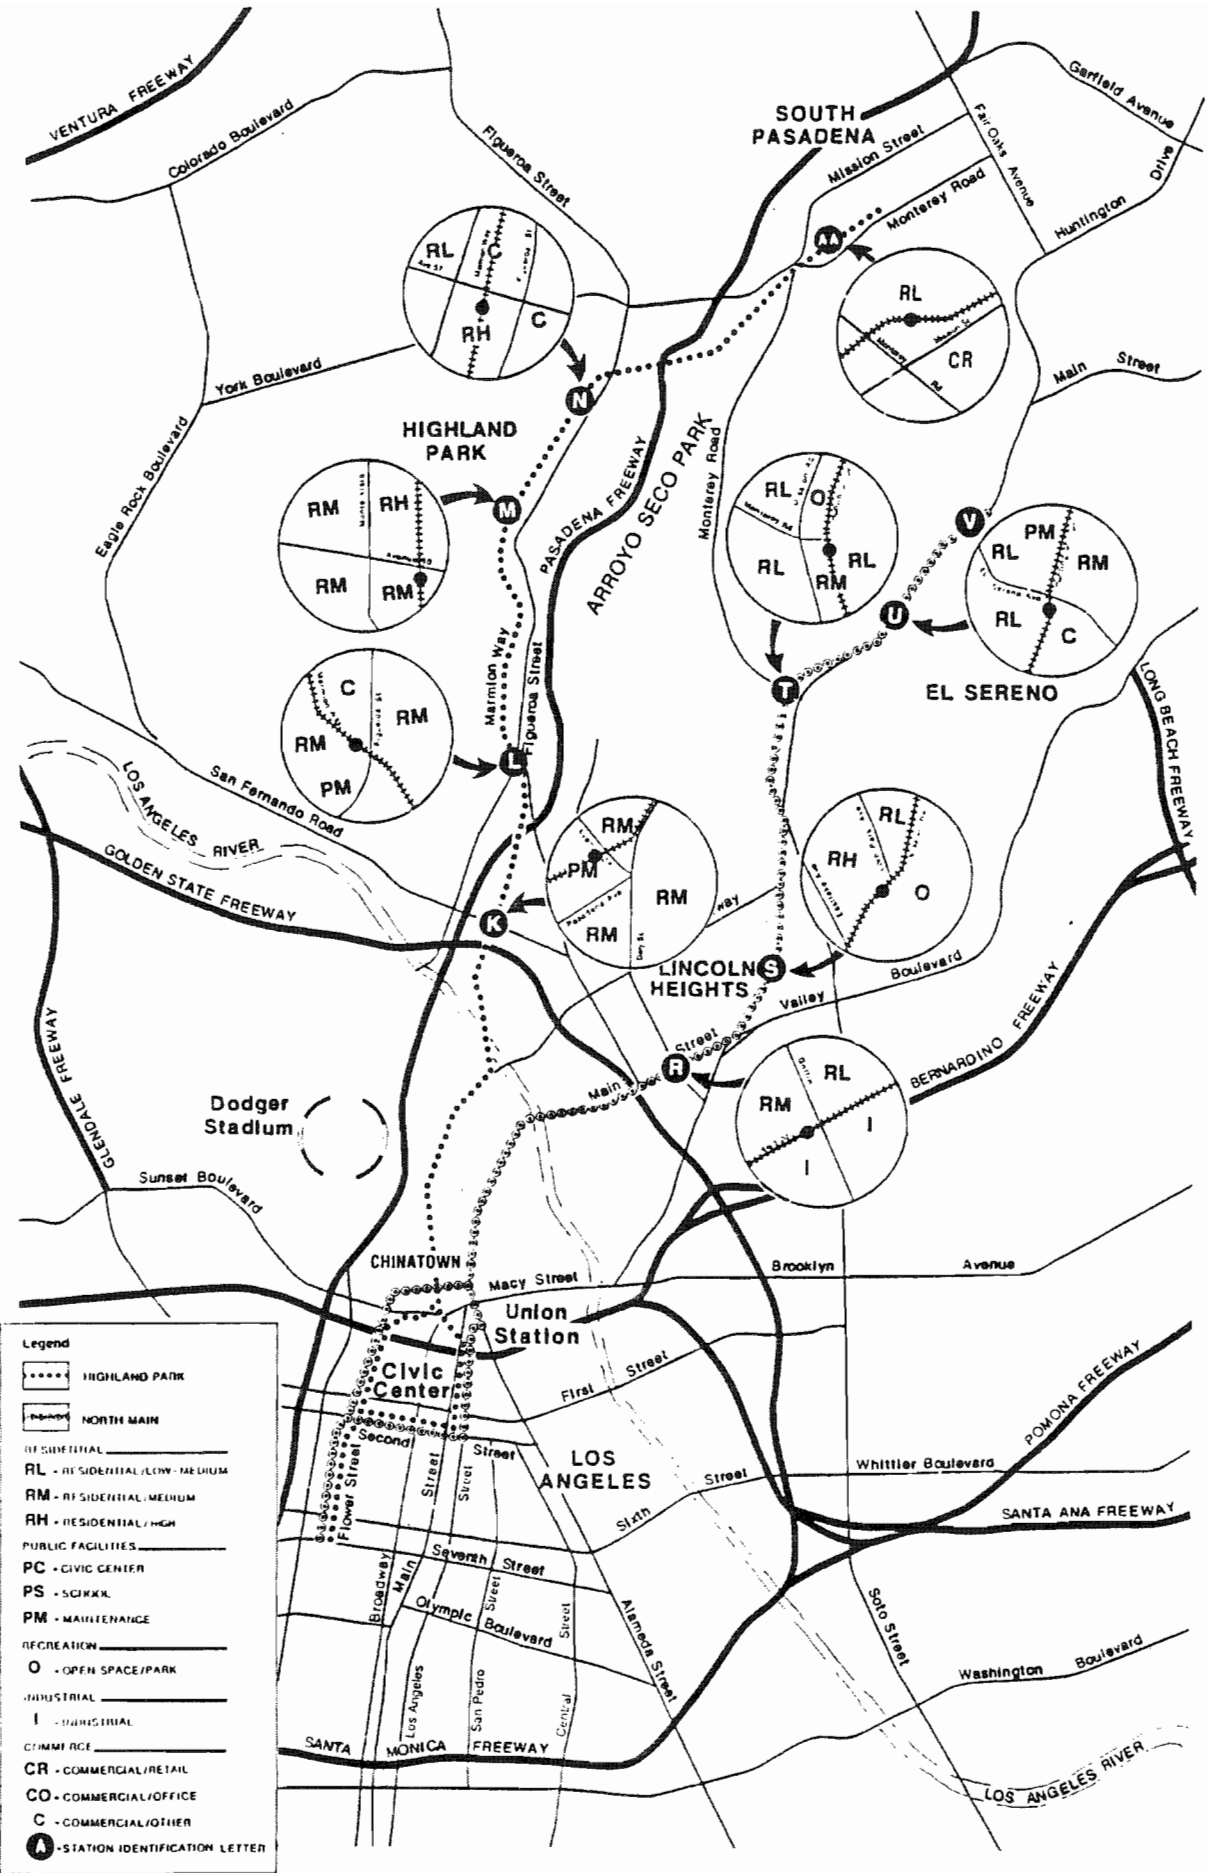 VENTURA FREEWAY
Colorado Boulevard
Figueroa Street
SOUTH
PASADENA
Garfield Avenue
Fair Oaks
Avenue
Mission Street
Monterey Road
Huntington
Drive
AA
RL
C
RH
C
RL
CR
York Boulevard
Main Street
Eagle Rock Boulevard
HIGHLAND
PARK
N
M
PASADENA FREEWAY
ARROYO SECO PARK
Monterey Road
RM
RH
RM
RM
RL
O
Monterey Rd
RL
RL
RM
V
PM
RL
RM
RL
C
U
T
EL SERENO
LONG BEACH FREEWAY
Marmion Way
Figueroa Street
L
C
RM
RM
PM
San Fernando Road
LOS ANGELES RIVER
GOLDEN STATE FREEWAY
RM
PM
RM
RM
K
RL
RH
O
way
LINCOLN
HEIGHTS
S
Valley
Boulevard
Street
R
Main
RL
RM
I
I
BERNARDINO FREEWAY
GLENDALE FREEWAY
Dodger
Stadium
Sunset Boulevard
CHINATOWN
Macy Street
Brooklyn Avenue
Union
Station
Civic
Center
First Street
Second
Street
LOS
ANGELES
Sixth Street
Whittier Boulevard
POMONA FREEWAY
SANTA ANA FREEWAY
Flower Street
Street
Street
Seventh Street
Broadway
Main
Olympic Boulevard
Street
Street
Alameda Street
Soto Street
Los Angeles
San Pedro
Central
Washington Boulevard
SANTA MONICA FREEWAY
LOS ANGELES RIVER
Legend
HIGHLAND PARK
NORTH MAIN
RESIDENTIAL
RL - RESIDENTIAL/LOW-MEDIUM
RM - RESIDENTIAL/MEDIUM
RH - RESIDENTIAL/HIGH
PUBLIC FACILITIES
PC - CIVIC CENTER
PS - SCHOOL
PM - MAINTENANCE
RECREATION
O - OPEN SPACE/PARK
INDUSTRIAL
I - INDUSTRIAL
COMMERCE
CR - COMMERCIAL/RETAIL
CO - COMMERCIAL/OFFICE
C - COMMERCIAL/OTHER
A - STATION IDENTIFICATION LETTER